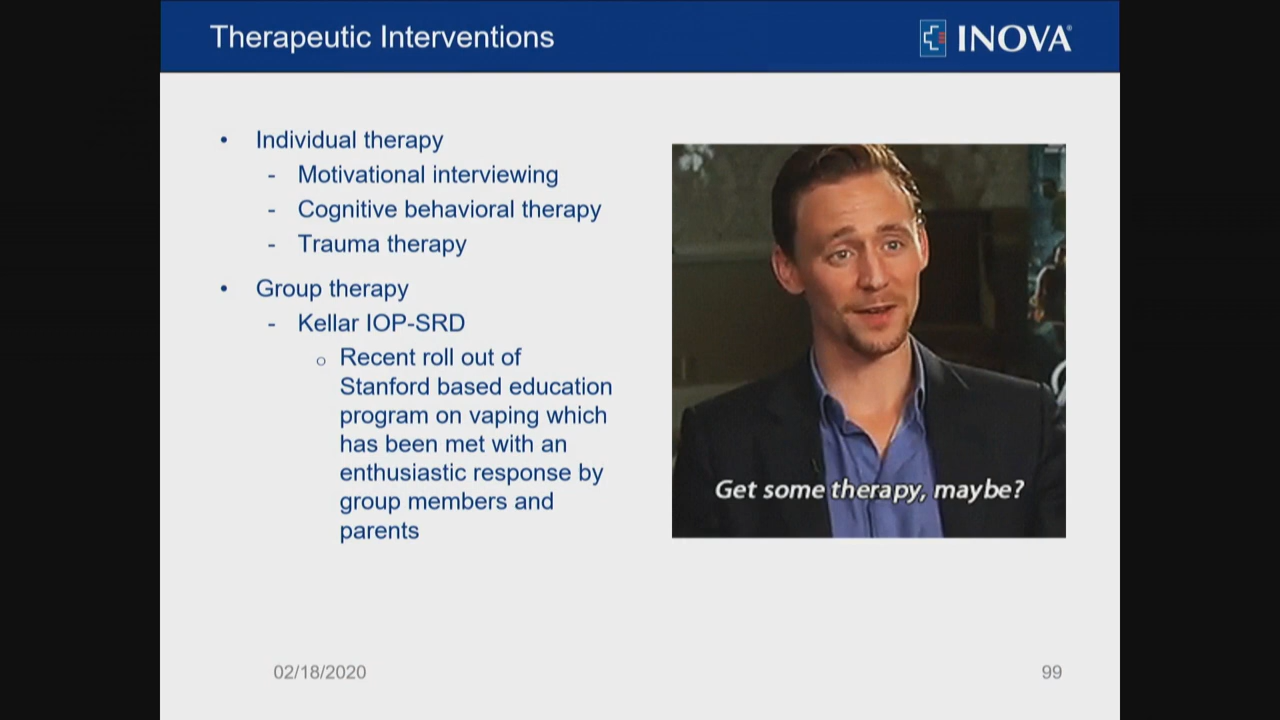 Therapeutic Interventions
INOVA®
• Individual therapy
- Motivational interviewing
- Cognitive behavioral therapy
- Trauma therapy
• Group therapy
- Kellar IOP-SRD
o Recent roll out of
Stanford based education
program on vaping which
has been met with an
enthusiastic response by
group members and
parents
Get some therapy, maybe?
02/18/2020
99